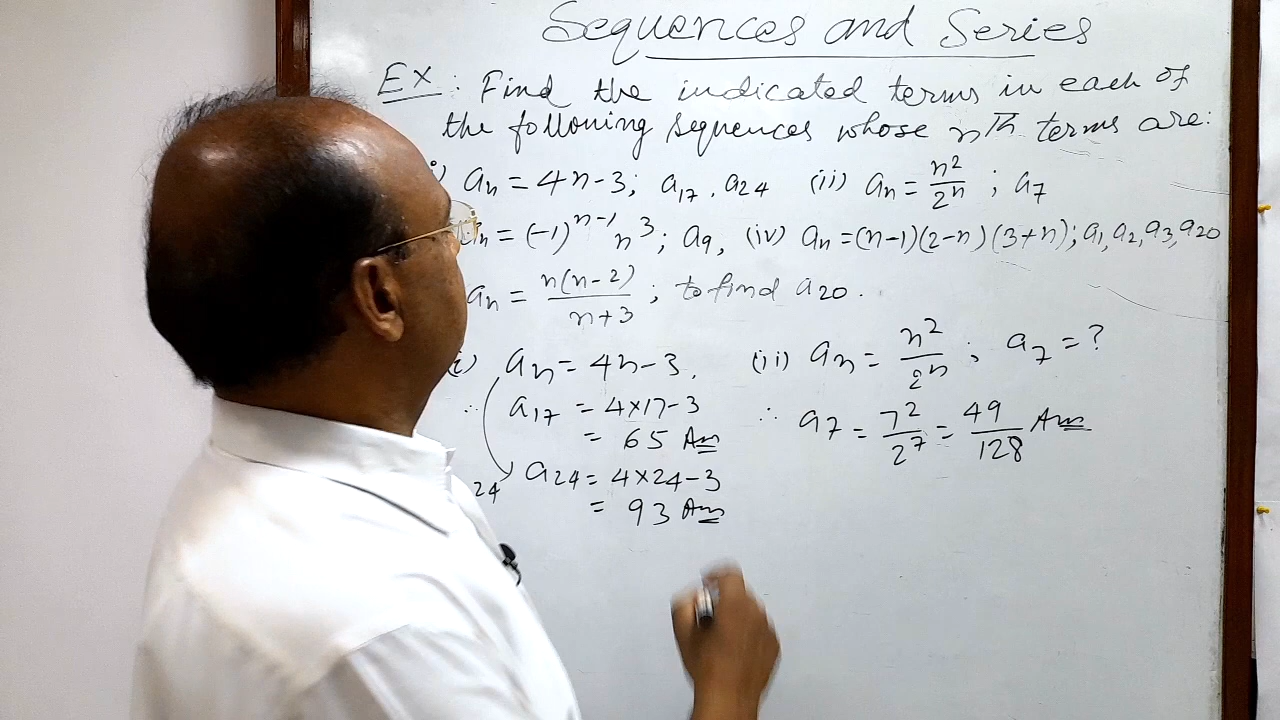 Sequences and Series
Ex: Find the indicated terms in each of
the following sequences whose nth terms are:
i) aₙ = 4n-3; a₁₇, a₂₄ (ii) aₙ = n²/2ⁿ ; a₇
ₙ = (-1)ⁿ⁻¹ n³; a₉, (iv) aₙ = (n-1)(2-n)(3+n); a₁, a₂, a₃, a₂₀
aₙ = n(n-2)/n+3 ; to find a₂₀.
(i) aₙ = 4n-3, (ii) aₙ = n²/2ⁿ ; a₇ = ?
∴ a₁₇ = 4×17-3
= 65 Ans
∴ a₇ = 7²/2⁷ = 49/128 Ans
24 a₂₄ = 4×24-3
= 93 Ans